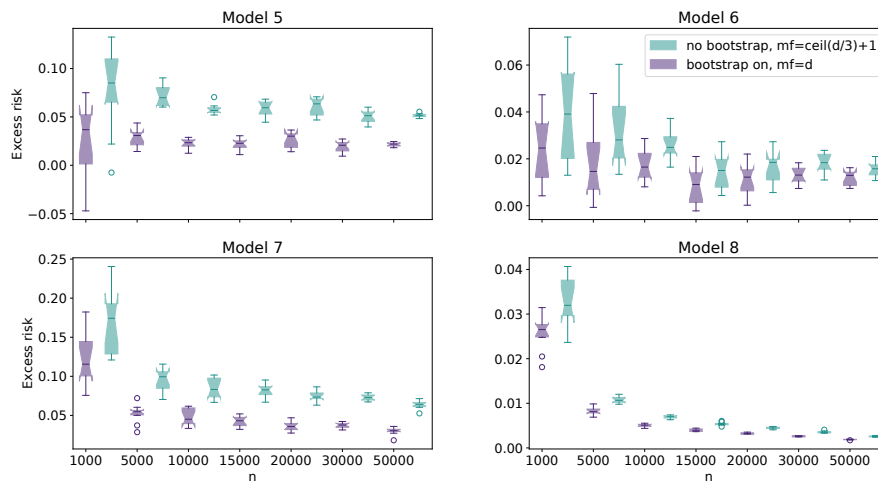 Model 5
Model 6
0.10
0.05
0.00
−0.05
Excess risk
0.06
0.04
0.02
0.00
no bootstrap, mf=ceil(d/3)+1
bootstrap on, mf=d
Model 7
Model 8
0.25
0.20
0.15
0.10
0.05
Excess risk
0.04
0.03
0.02
0.01
0.00
1000 5000 10000 15000 20000 30000 50000
n
1000 5000 10000 15000 20000 30000 50000
n